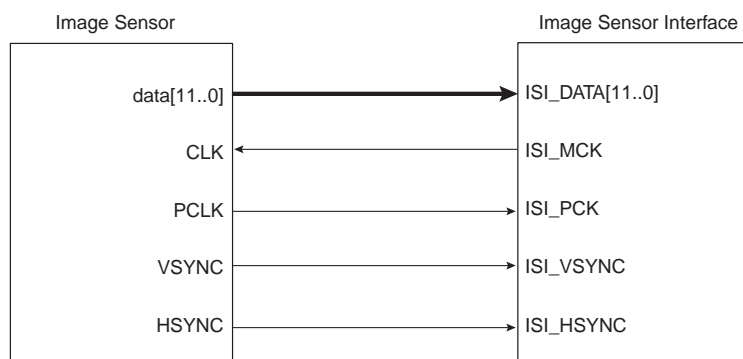 Image Sensor Image Sensor Interface
data[11..0] ISI_DATA[11..0]
CLK ISI_MCK
PCLK ISI_PCK
VSYNC ISI_VSYNC
HSYNC ISI_HSYNC